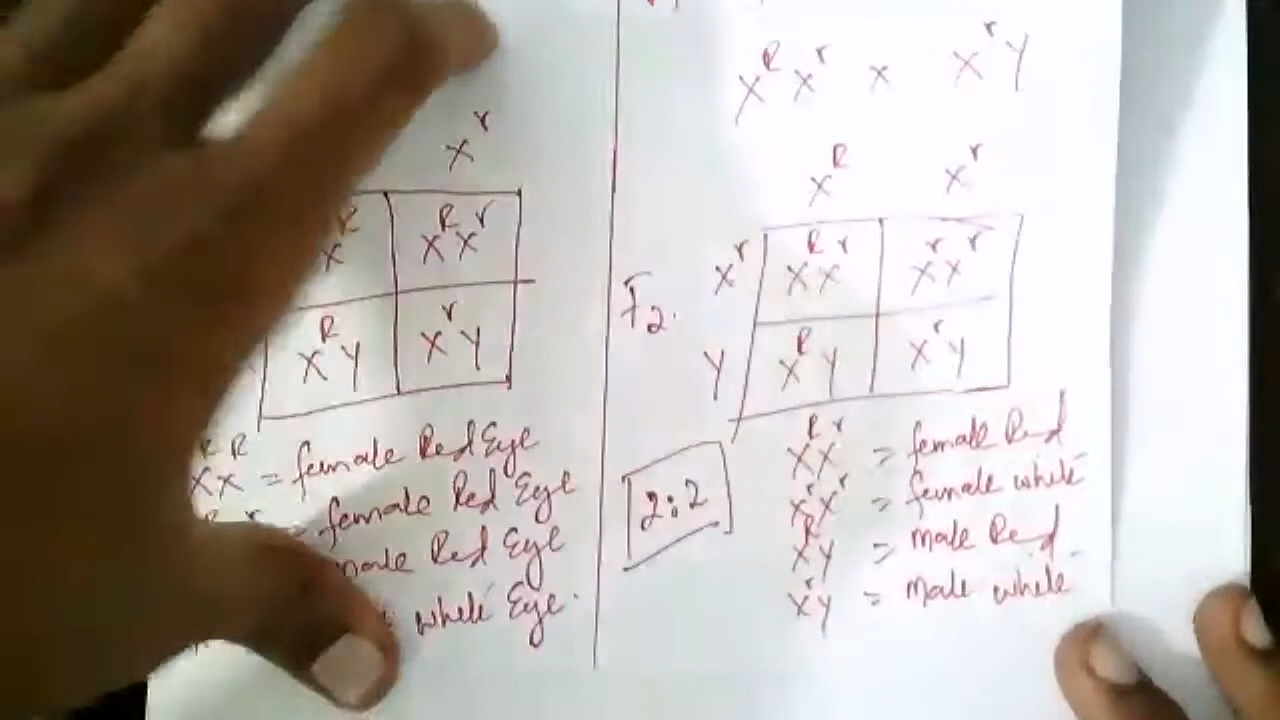 X^r
X^R X^R X^r
X^R Y X^r Y
X^R X^R = female Red Eye
= female Red Eye
male Red Eye
white Eye.
X^R X^r x X^r Y
X^R X^r
X^r X^R X^r X^r X^r
F2.
Y X^R Y X^r Y
2:2
X^R X^r = female Red
X^r X^r = female white
X^R Y = male Red
X^r Y = male white